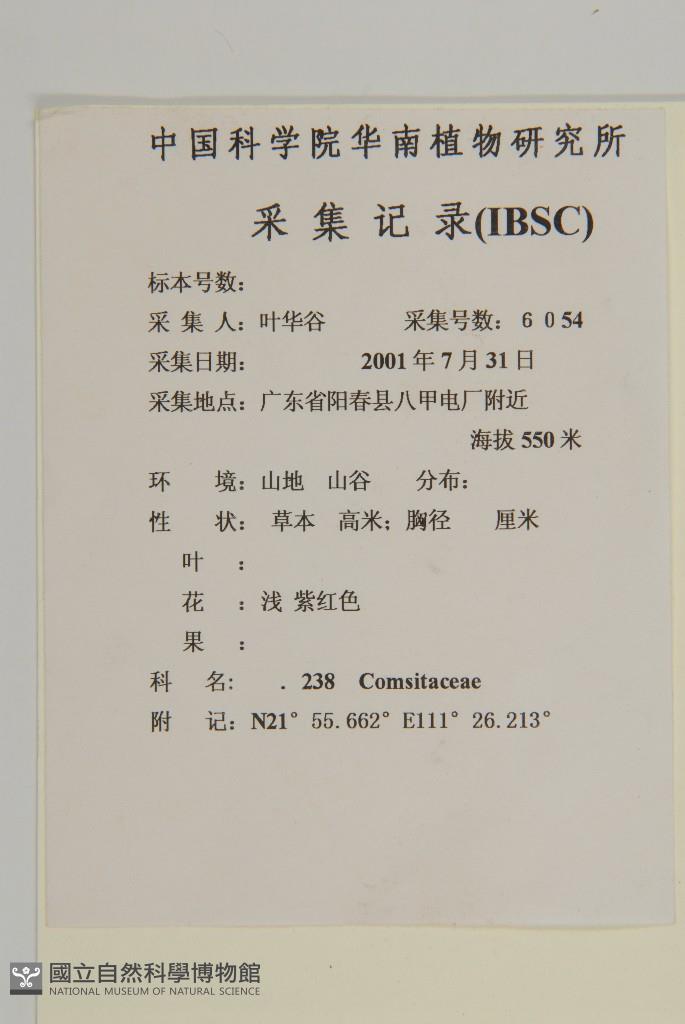 中国科学院华南植物研究所
采集记录(IBSC)
标本号数：
采集人：叶华谷 采集号数：6054
采集日期： 2001年7月31日
采集地点：广东省阳春县八甲电厂附近
海拔550米
环 境：山地 山谷 分布：
性 状： 草本 高米；胸径 厘米
叶 ：
花 ：浅 紫红色
果 ：
科 名: . 238 Comsitaceae
附 记：N21° 55.662° E111° 26.213°
國立自然科學博物館
NATIONAL MUSEUM OF NATURAL SCIENCE